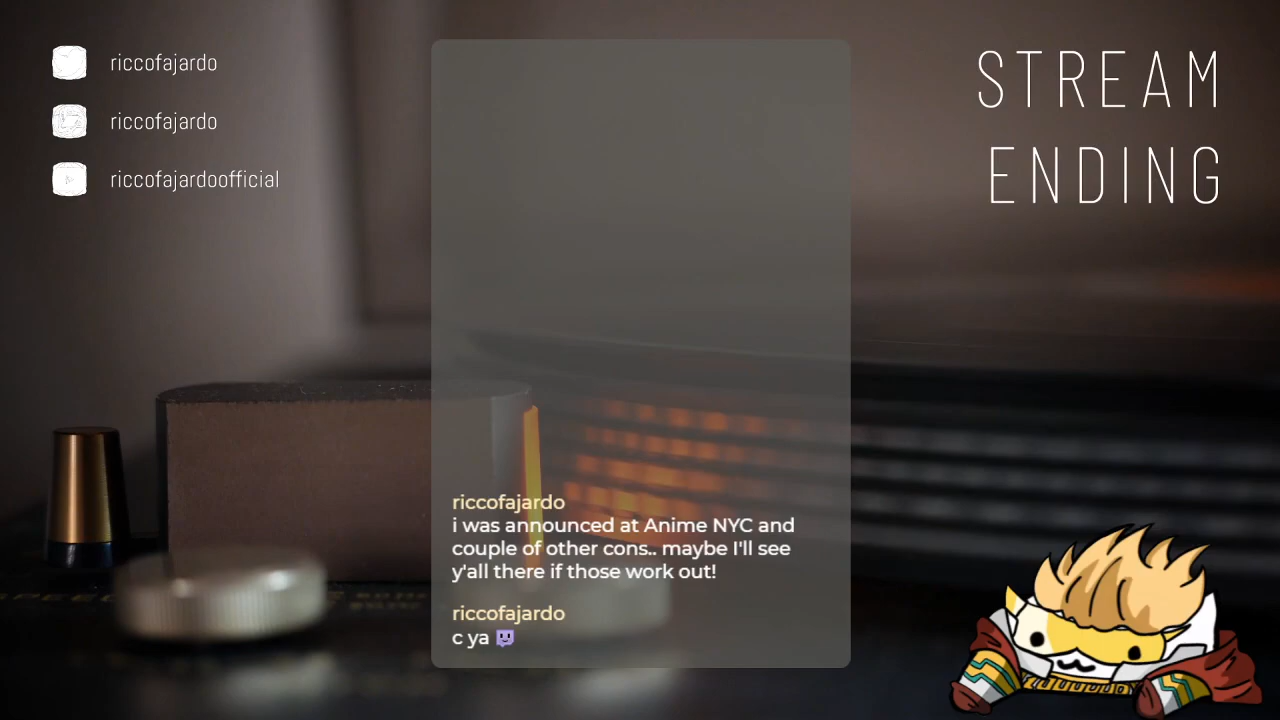 riccofajardo
riccofajardo
riccofajardoofficial
STREAM
ENDING
riccofajardo
i was announced at Anime NYC and
couple of other cons.. maybe I'll see
y'all there if those work out!
riccofajardo
c ya